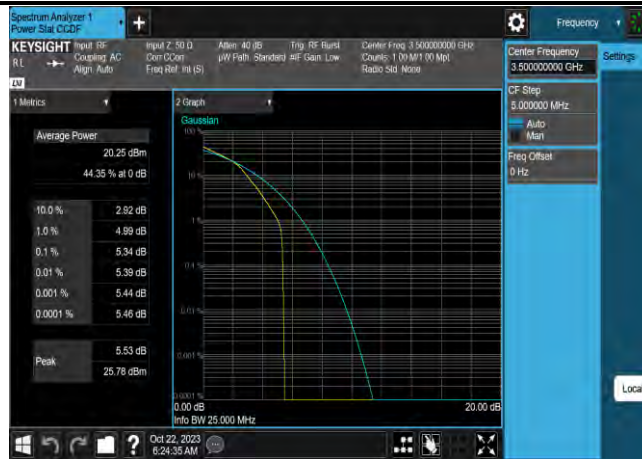 Spectrum Analyzer 1
Power Stat CCDF
+
Frequency
KEYSIGHT
RL
Input: RF
Coupling: AC
Align: Auto
Input Z: 50 Ω
Corr CCorr
Freq Ref: Int (S)
Atten: 40 dB
µW Path: Standard
Trig: RF Burst
#IF Gain: Low
Center Freq: 3.500000000 GHz
Counts: 1.00 M/1.00 Mpt
Radio Std: None
LM
1 Metrics
Average Power
20.25 dBm
44.35 % at 0 dB
10.0 % 2.92 dB
1.0 % 4.99 dB
0.1 % 5.34 dB
0.01 % 5.39 dB
0.001 % 5.44 dB
0.0001 % 5.46 dB
Peak
5.53 dB
25.78 dBm
2 Graph
Gaussian
100 %
10 %
1 %
0.1 %
0.01 %
0.001 %
0.0001 %
0.00 dB
20.00 dB
Info BW 25.000 MHz
Center Frequency
3.500000000 GHz
Settings
CF Step
5.000000 MHz
Auto
Man
Freq Offset
0 Hz
Local
?
Oct 22, 2023
6:24:35 AM